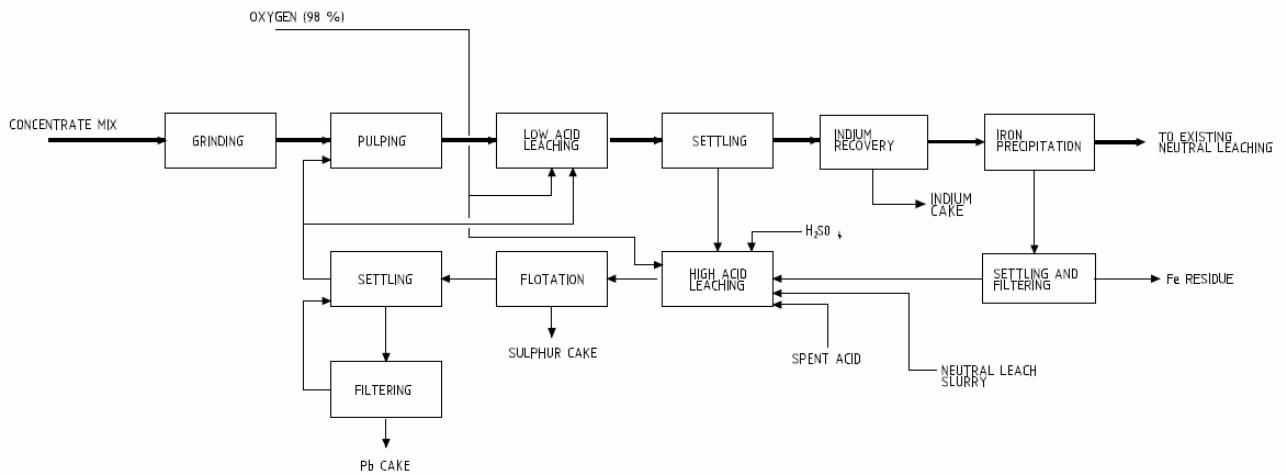 OXYGEN (98 %)
CONCENTRATE MIX
GRINDING
PULPING
LOW ACID
LEACHING
SETTLING
INDIUM
RECOVERY
IRON
PRECIPITATION
TO EXISTING
NEUTRAL LEACHING
INDIUM
CAKE
H₂SO₄
SETTLING
FLOTATION
HIGH ACID
LEACHING
SETTLING AND
FILTERING
Fe RESIDUE
SULPHUR CAKE
SPENT ACID
NEUTRAL LEACH
SLURRY
FILTERING
Pb CAKE